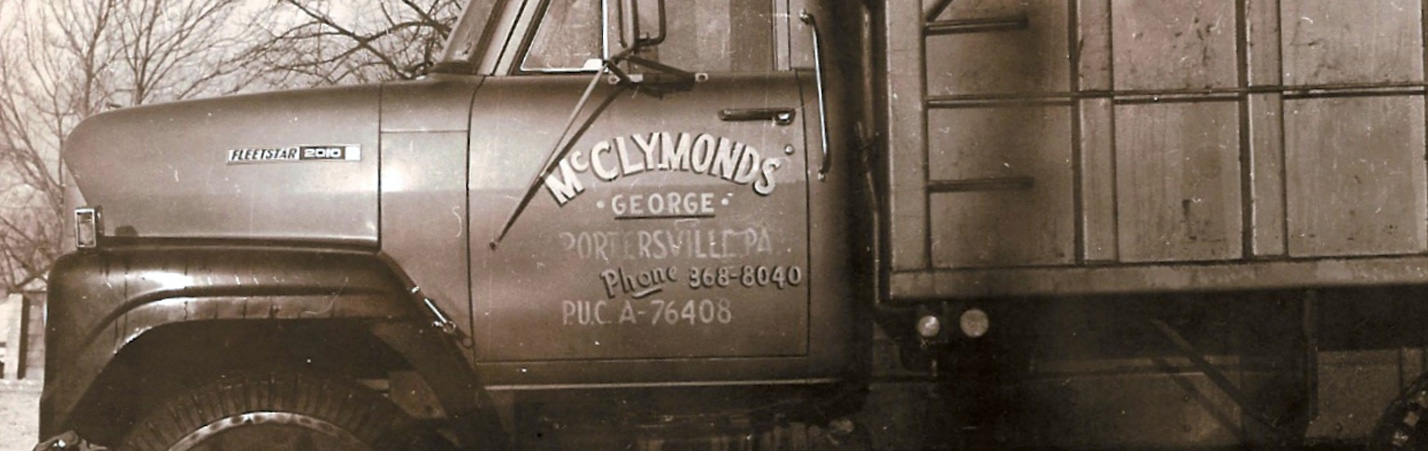 FLEETSTAR 2010
McCLYMONDS'
• GEORGE •
PORTERSVILLE, PA
Phone 368-8040
P.U.C. A-76408